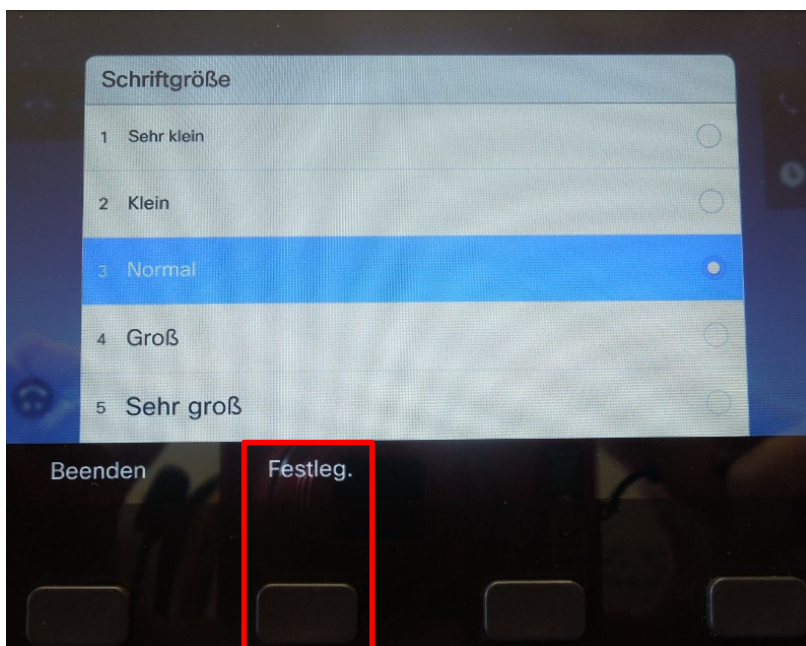 Schriftgröße
1 Sehr klein
2 Klein
3 Normal
4 Groß
5 Sehr groß
Beenden Festleg.